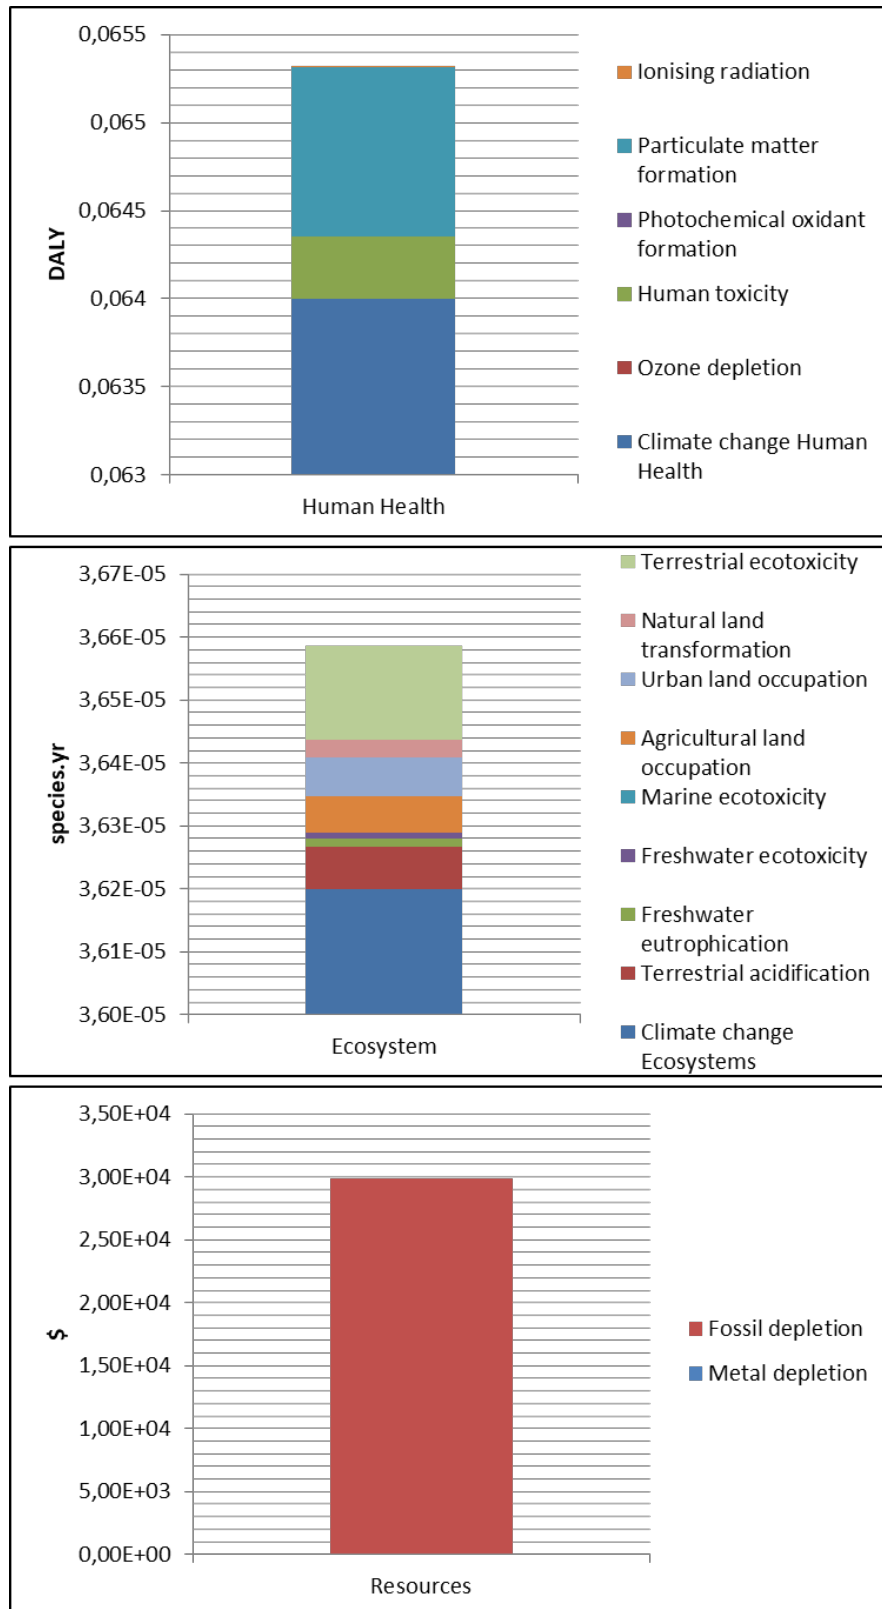 0,0655
0,065
0,0645
0,064
0,0635
0,063
DALY
Human Health
Ionising radiation
Particulate matter
formation
Photochemical oxidant
formation
Human toxicity
Ozone depletion
Climate change Human
Health
3,67E-05
3,66E-05
3,65E-05
3,64E-05
3,63E-05
3,62E-05
3,61E-05
3,60E-05
species.yr
Ecosystem
Terrestrial ecotoxicity
Natural land
transformation
Urban land occupation
Agricultural land
occupation
Marine ecotoxicity
Freshwater ecotoxicity
Freshwater
eutrophication
Terrestrial acidification
Climate change
Ecosystems
3,50E+04
3,00E+04
2,50E+04
2,00E+04
1,50E+04
1,00E+04
5,00E+03
0,00E+00
$
Resources
Fossil depletion
Metal depletion